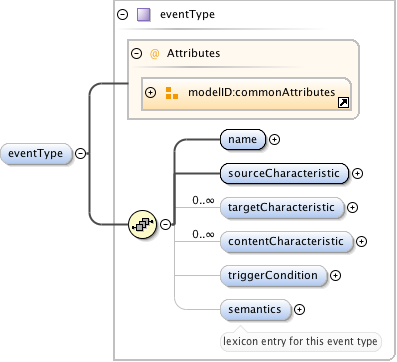 eventType
@ Attributes
modelID:commonAttributes
eventType
name
sourceCharacteristic
0..∞ targetCharacteristic
0..∞ contentCharacteristic
triggerCondition
semantics
lexicon entry for this event type